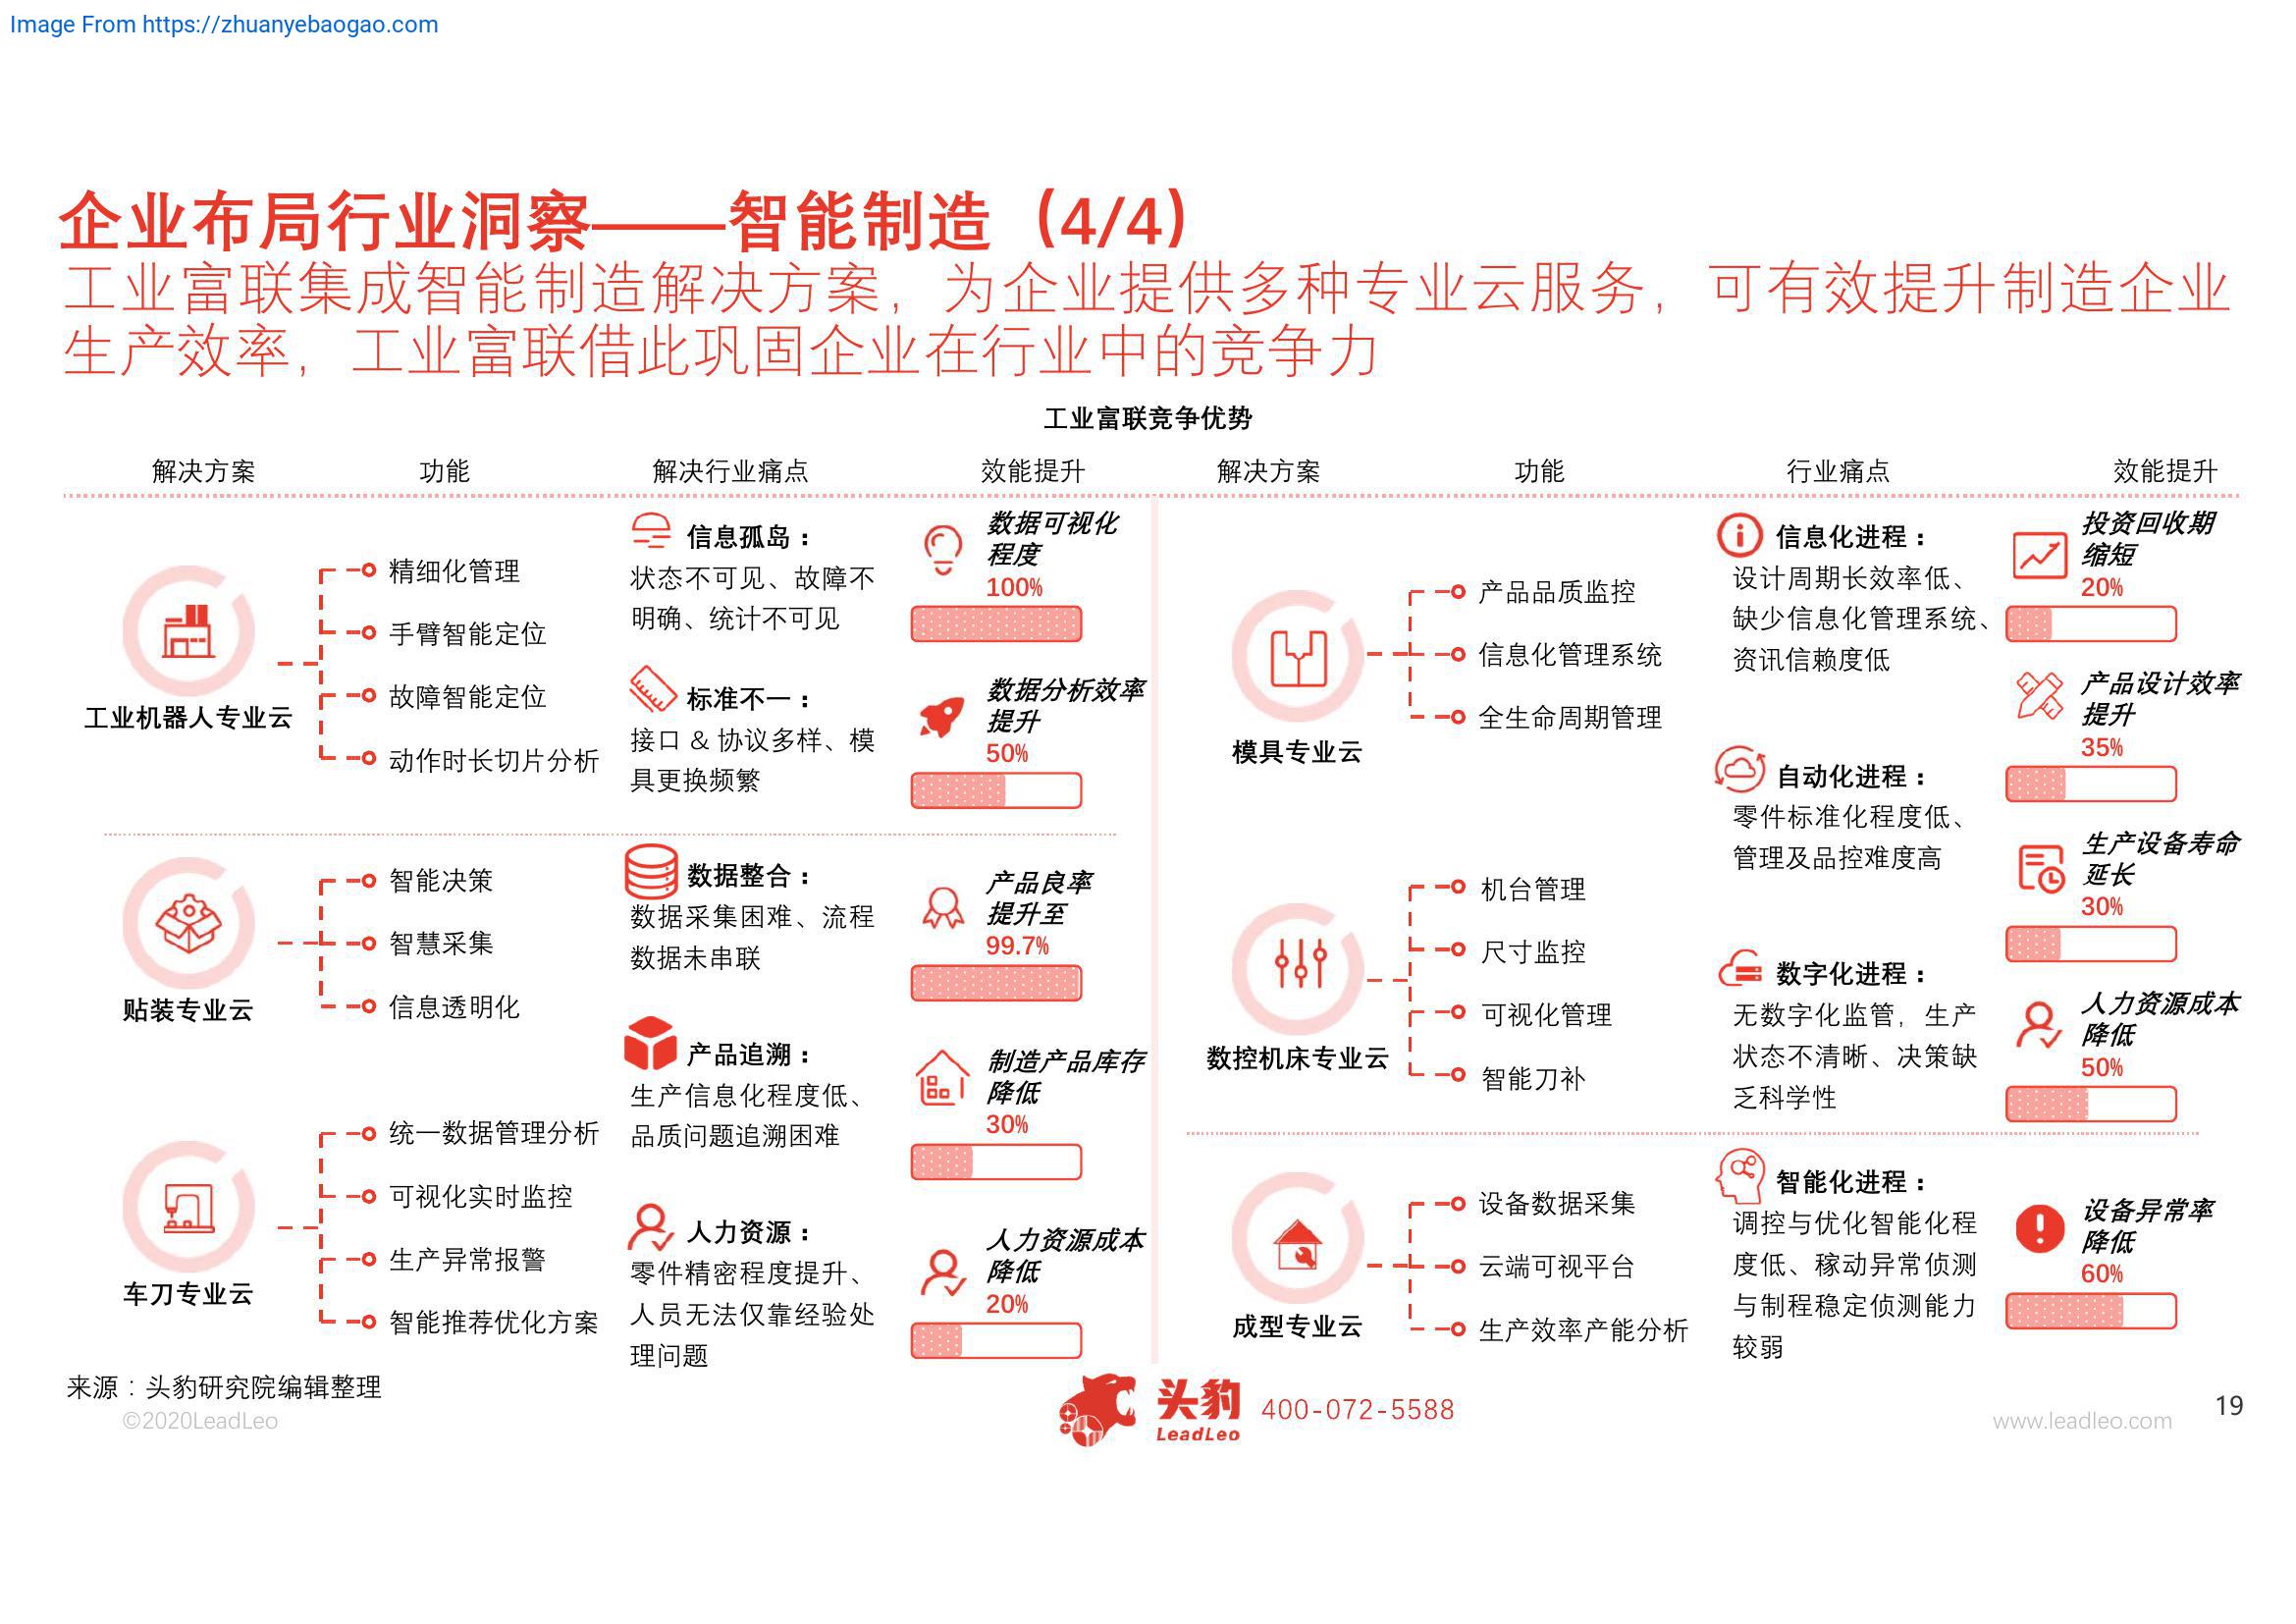 Image From https://zhuanyebaogao.com
企业布局行业洞察——智能制造（4/4）
工业富联集成智能制造解决方案，为企业提供多种专业云服务，可有效提升制造企业
生产效率，工业富联借此巩固企业在行业中的竞争力
工业富联竞争优势
解决方案 功能 解决行业痛点 效能提升 解决方案 功能 行业痛点 效能提升
工业机器人专业云
精细化管理
手臂智能定位
故障智能定位
动作时长切片分析
信息孤岛：
状态不可见、故障不
明确、统计不可见
标准不一：
接口 & 协议多样、模
具更换频繁
数据可视化
程度
100%
数据分析效率
提升
50%
贴装专业云
智能决策
智慧采集
信息透明化
车刀专业云
统一数据管理分析
可视化实时监控
生产异常报警
智能推荐优化方案
数据整合：
数据采集困难、流程
数据未串联
产品追溯：
生产信息化程度低、
品质问题追溯困难
人力资源：
零件精密程度提升、
人员无法仅靠经验处
理问题
产品良率
提升至
99.7%
制造产品库存
降低
30%
人力资源成本
降低
20%
模具专业云
产品品质监控
信息化管理系统
全生命周期管理
数控机床专业云
机台管理
尺寸监控
可视化管理
智能刀补
信息化进程：
设计周期长效率低、
缺少信息化管理系统、
资讯信赖度低
自动化进程：
零件标准化程度低、
管理及品控难度高
数字化进程：
无数字化监管，生产
状态不清晰、决策缺
乏科学性
投资回收期
缩短
20%
产品设计效率
提升
35%
生产设备寿命
延长
30%
人力资源成本
降低
50%
成型专业云
设备数据采集
云端可视平台
生产效率产能分析
智能化进程：
调控与优化智能化程
度低、稼动异常侦测
与制程稳定侦测能力
较弱
设备异常率
降低
60%
来源：头豹研究院编辑整理
©2020LeadLeo
头豹
LeadLeo
400-072-5588
www.leadleo.com
19